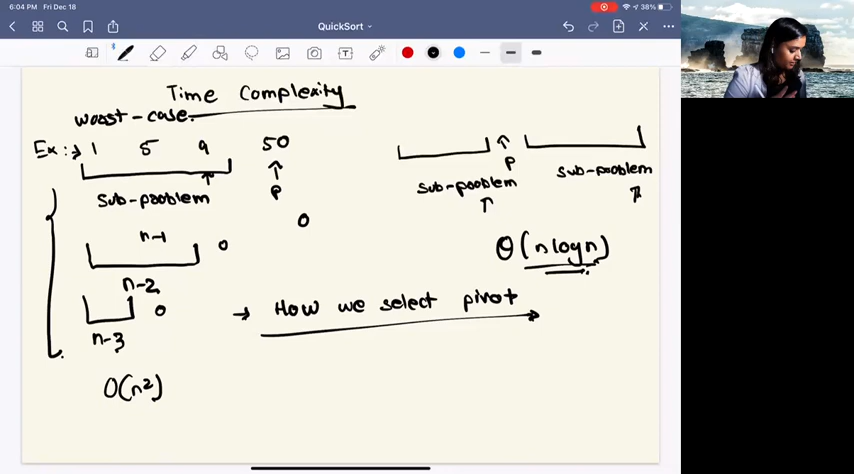 6:04 PM Fri Dec 18
38%
QuickSort
Time Complexity
worst-case.
Ex:→ 1 5 9 50
P
P
sub-problem
sub-problem
sub-problem
0
n-1
0
θ(nlogn)
n-2
0
→ How we select pivot
n-3
O(n²)